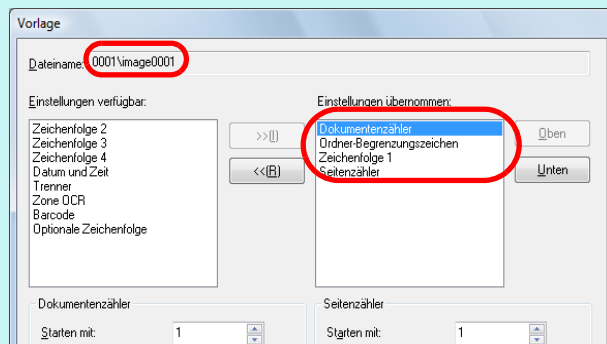 Vorlage
Dateiname: 0001\image0001
Einstellungen verfügbar:
Einstellungen übernommen:
Zeichenfolge 2
Zeichenfolge 3
Zeichenfolge 4
Datum und Zeit
Trenner
Zone OCR
Barcode
Optionale Zeichenfolge
>>(I)
<<(R)
Dokumentenzähler
Ordner-Begrenzungszeichen
Zeichenfolge 1
Seitenzähler
Oben
Unten
Dokumentenzähler
Starten mit: 1
Seitenzähler
Starten mit: 1